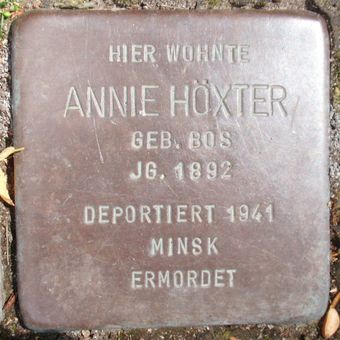 HIER WOHNTE
ANNIE HÖXTER
GEB. BOS
JG. 1892
DEPORTIERT 1941
MINSK
ERMORDET